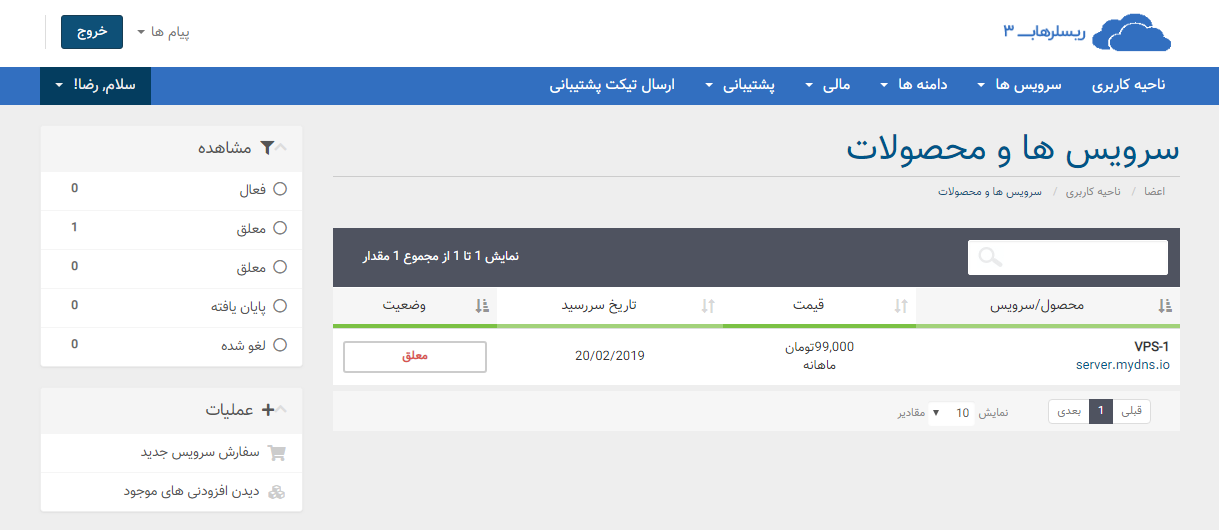 ریسلرهاب ۳
پیام ها
خروج
ناحیه کاربری
سرویس ها
دامنه ها
مالی
پشتیبانی
ارسال تیکت پشتیبانی
سلام, رضا!
سرویس ها و محصولات
اعضا / ناحیه کاربری / سرویس ها و محصولات
نمایش 1 تا 1 از مجموع 1 مقدار
محصول/سرویس
قیمت
تاریخ سررسید
وضعیت
VPS-1
server.mydns.io
99,000تومان
ماهانه
20/02/2019
معلق
قبلی 1 بعدی
نمایش 10 مقادیر
مشاهده
فعال 0
معلق 1
معلق 0
پایان یافته 0
لغو شده 0
عملیات
سفارش سرویس جدید
دیدن افزودنی های موجود